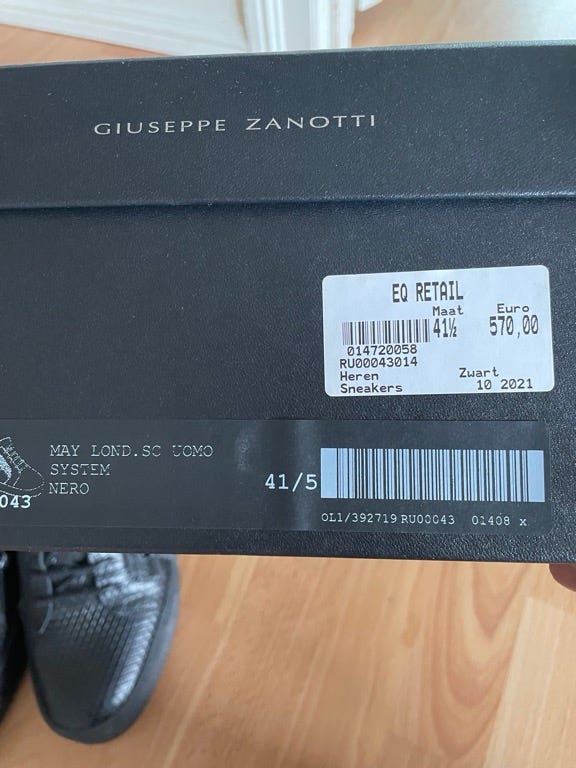 GIUSEPPE ZANOTTI
EQ RETAIL
Maat Euro
41½ 570,00
014720058
RU00043014
Heren Zwart
Sneakers 10 2021
MAY LOND.SC UOMO
SYSTEM
NERO
41/5
043
OL1/392719 RU00043 01408 x